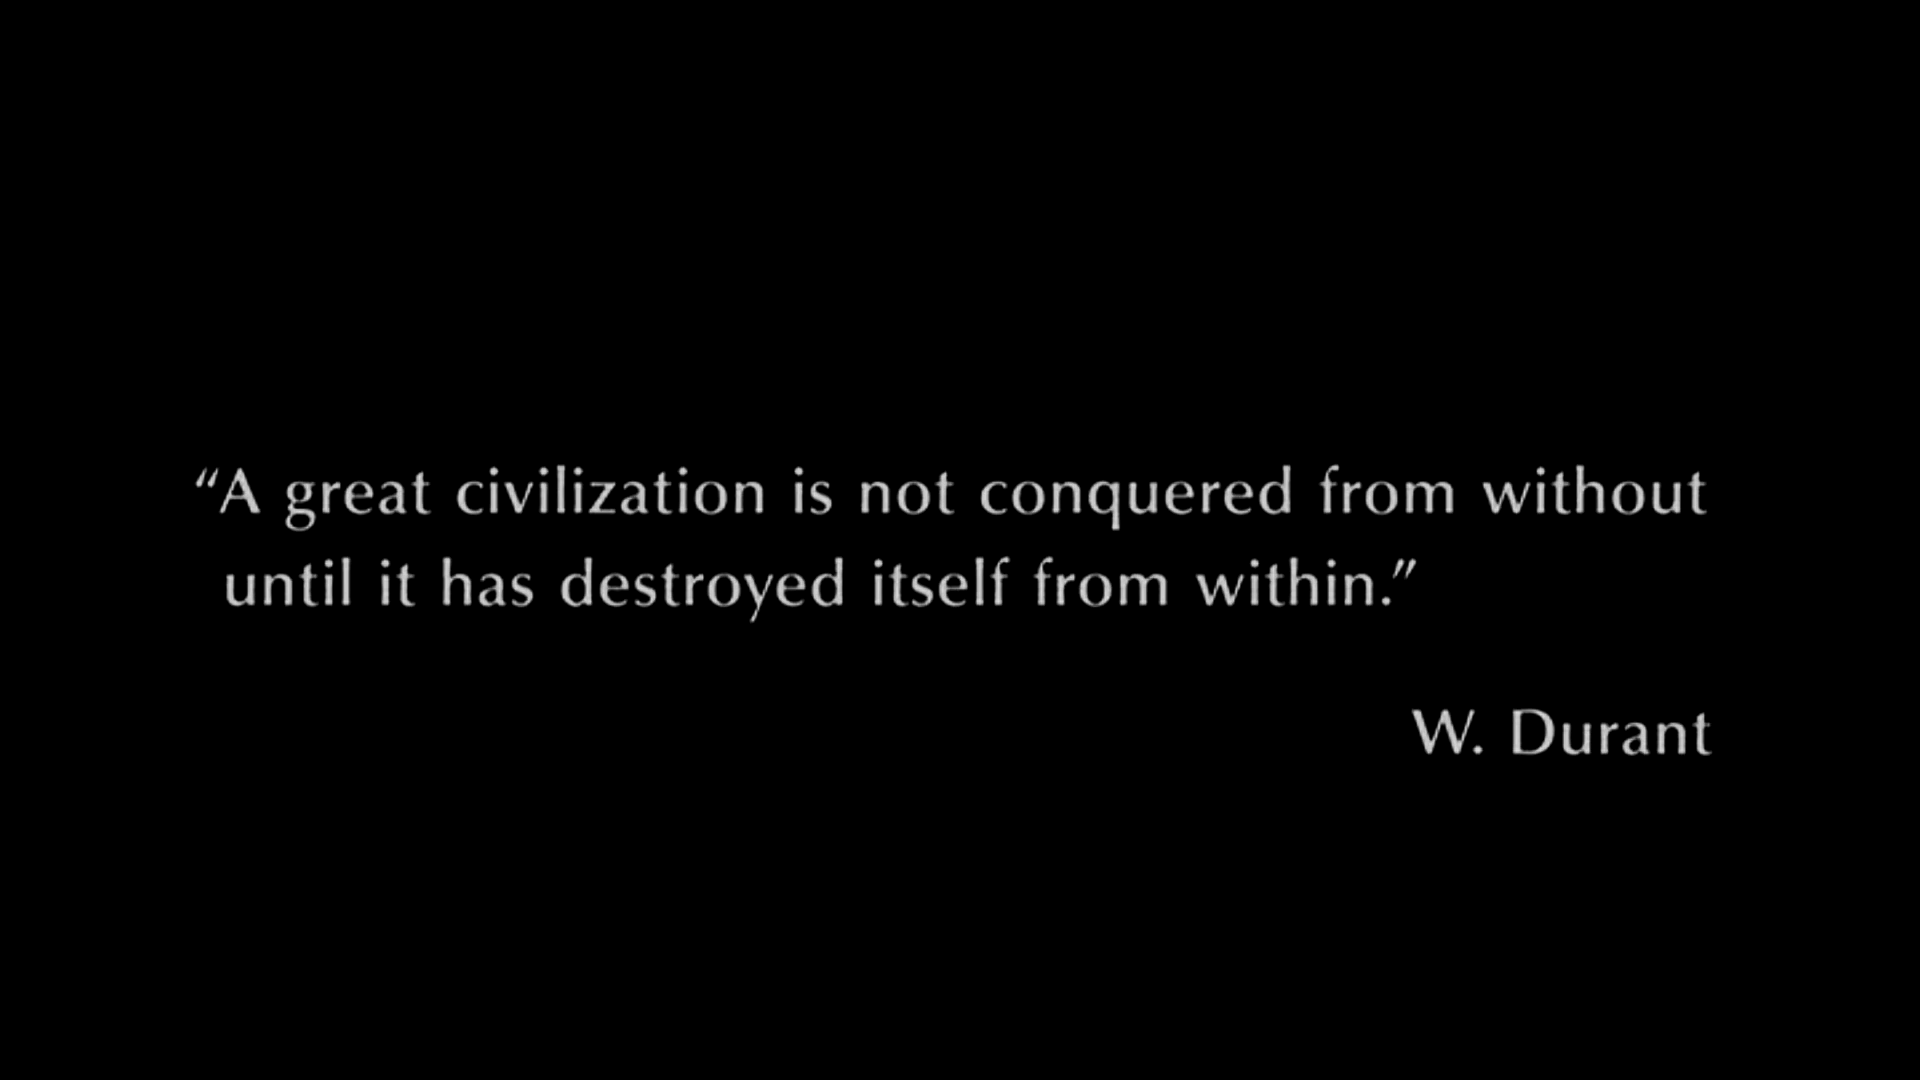 “A great civilization is not conquered from without
until it has destroyed itself from within.”
W. Durant